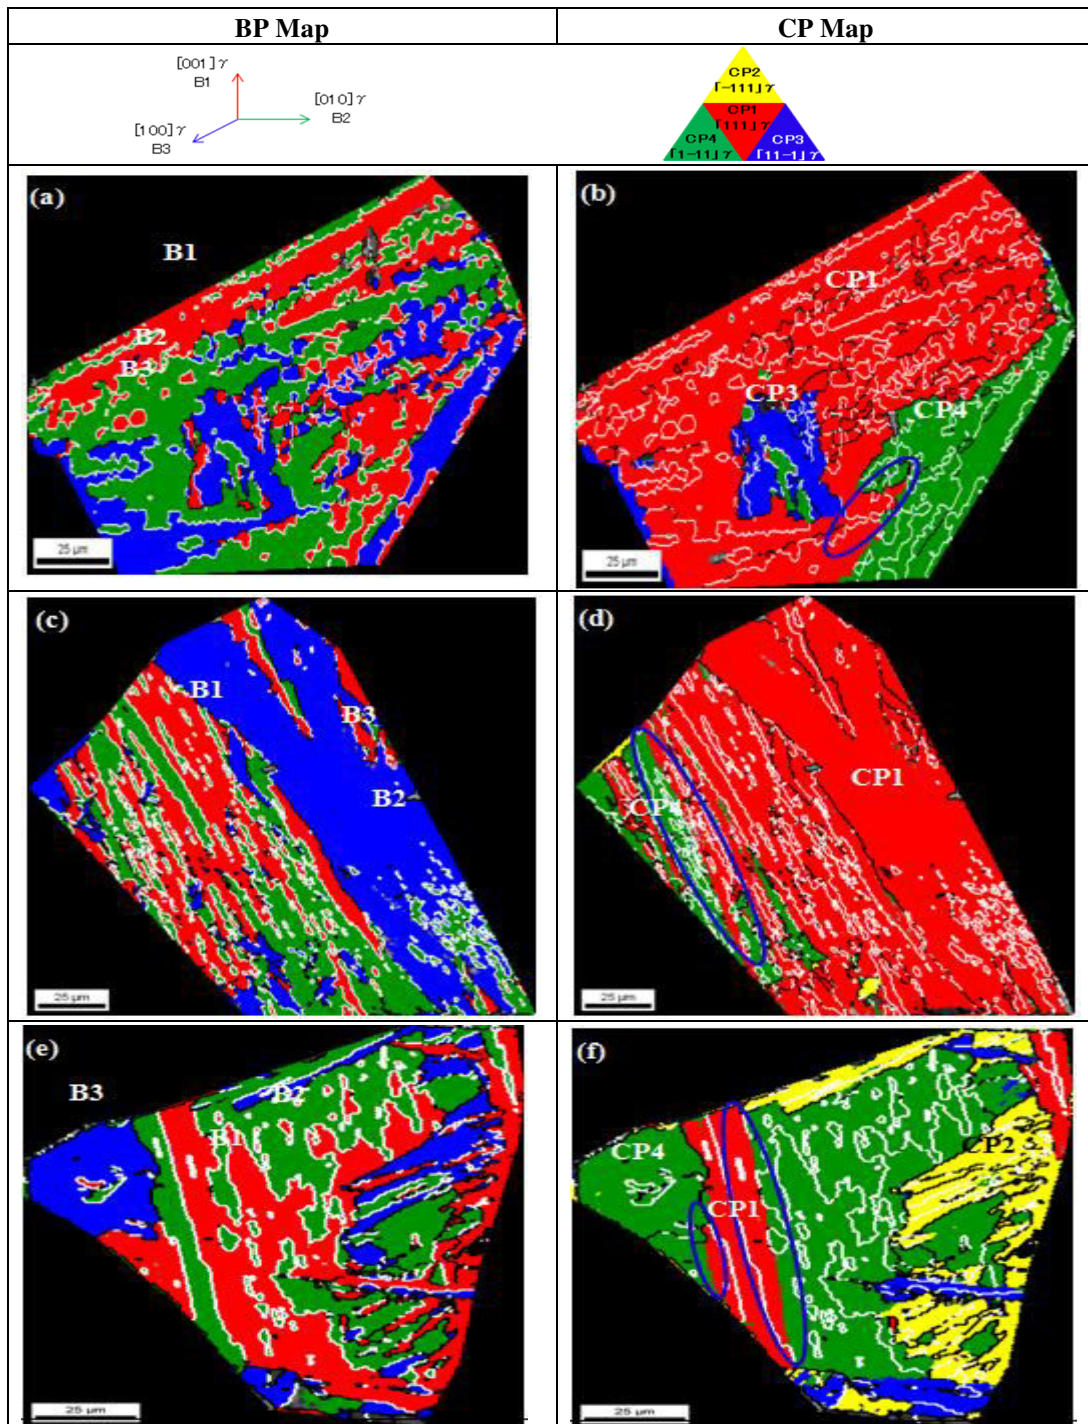 BP Map
CP Map
[001]γ
B1
[010]γ
B2
[100]γ
B3
CP2
「-111」γ
CP1
「111」γ
CP4
「1-11」γ
CP3
「11-1」γ
(a)
B1
B2
B3
25 µm
(b)
CP1
CP3
CP4
25 µm
(c)
B1
B3
B2
25 µm
(d)
CP1
CP4
25 µm
(e)
B3
B2
B1
25 µm
(f)
CP4
CP2
CP1
25 µm